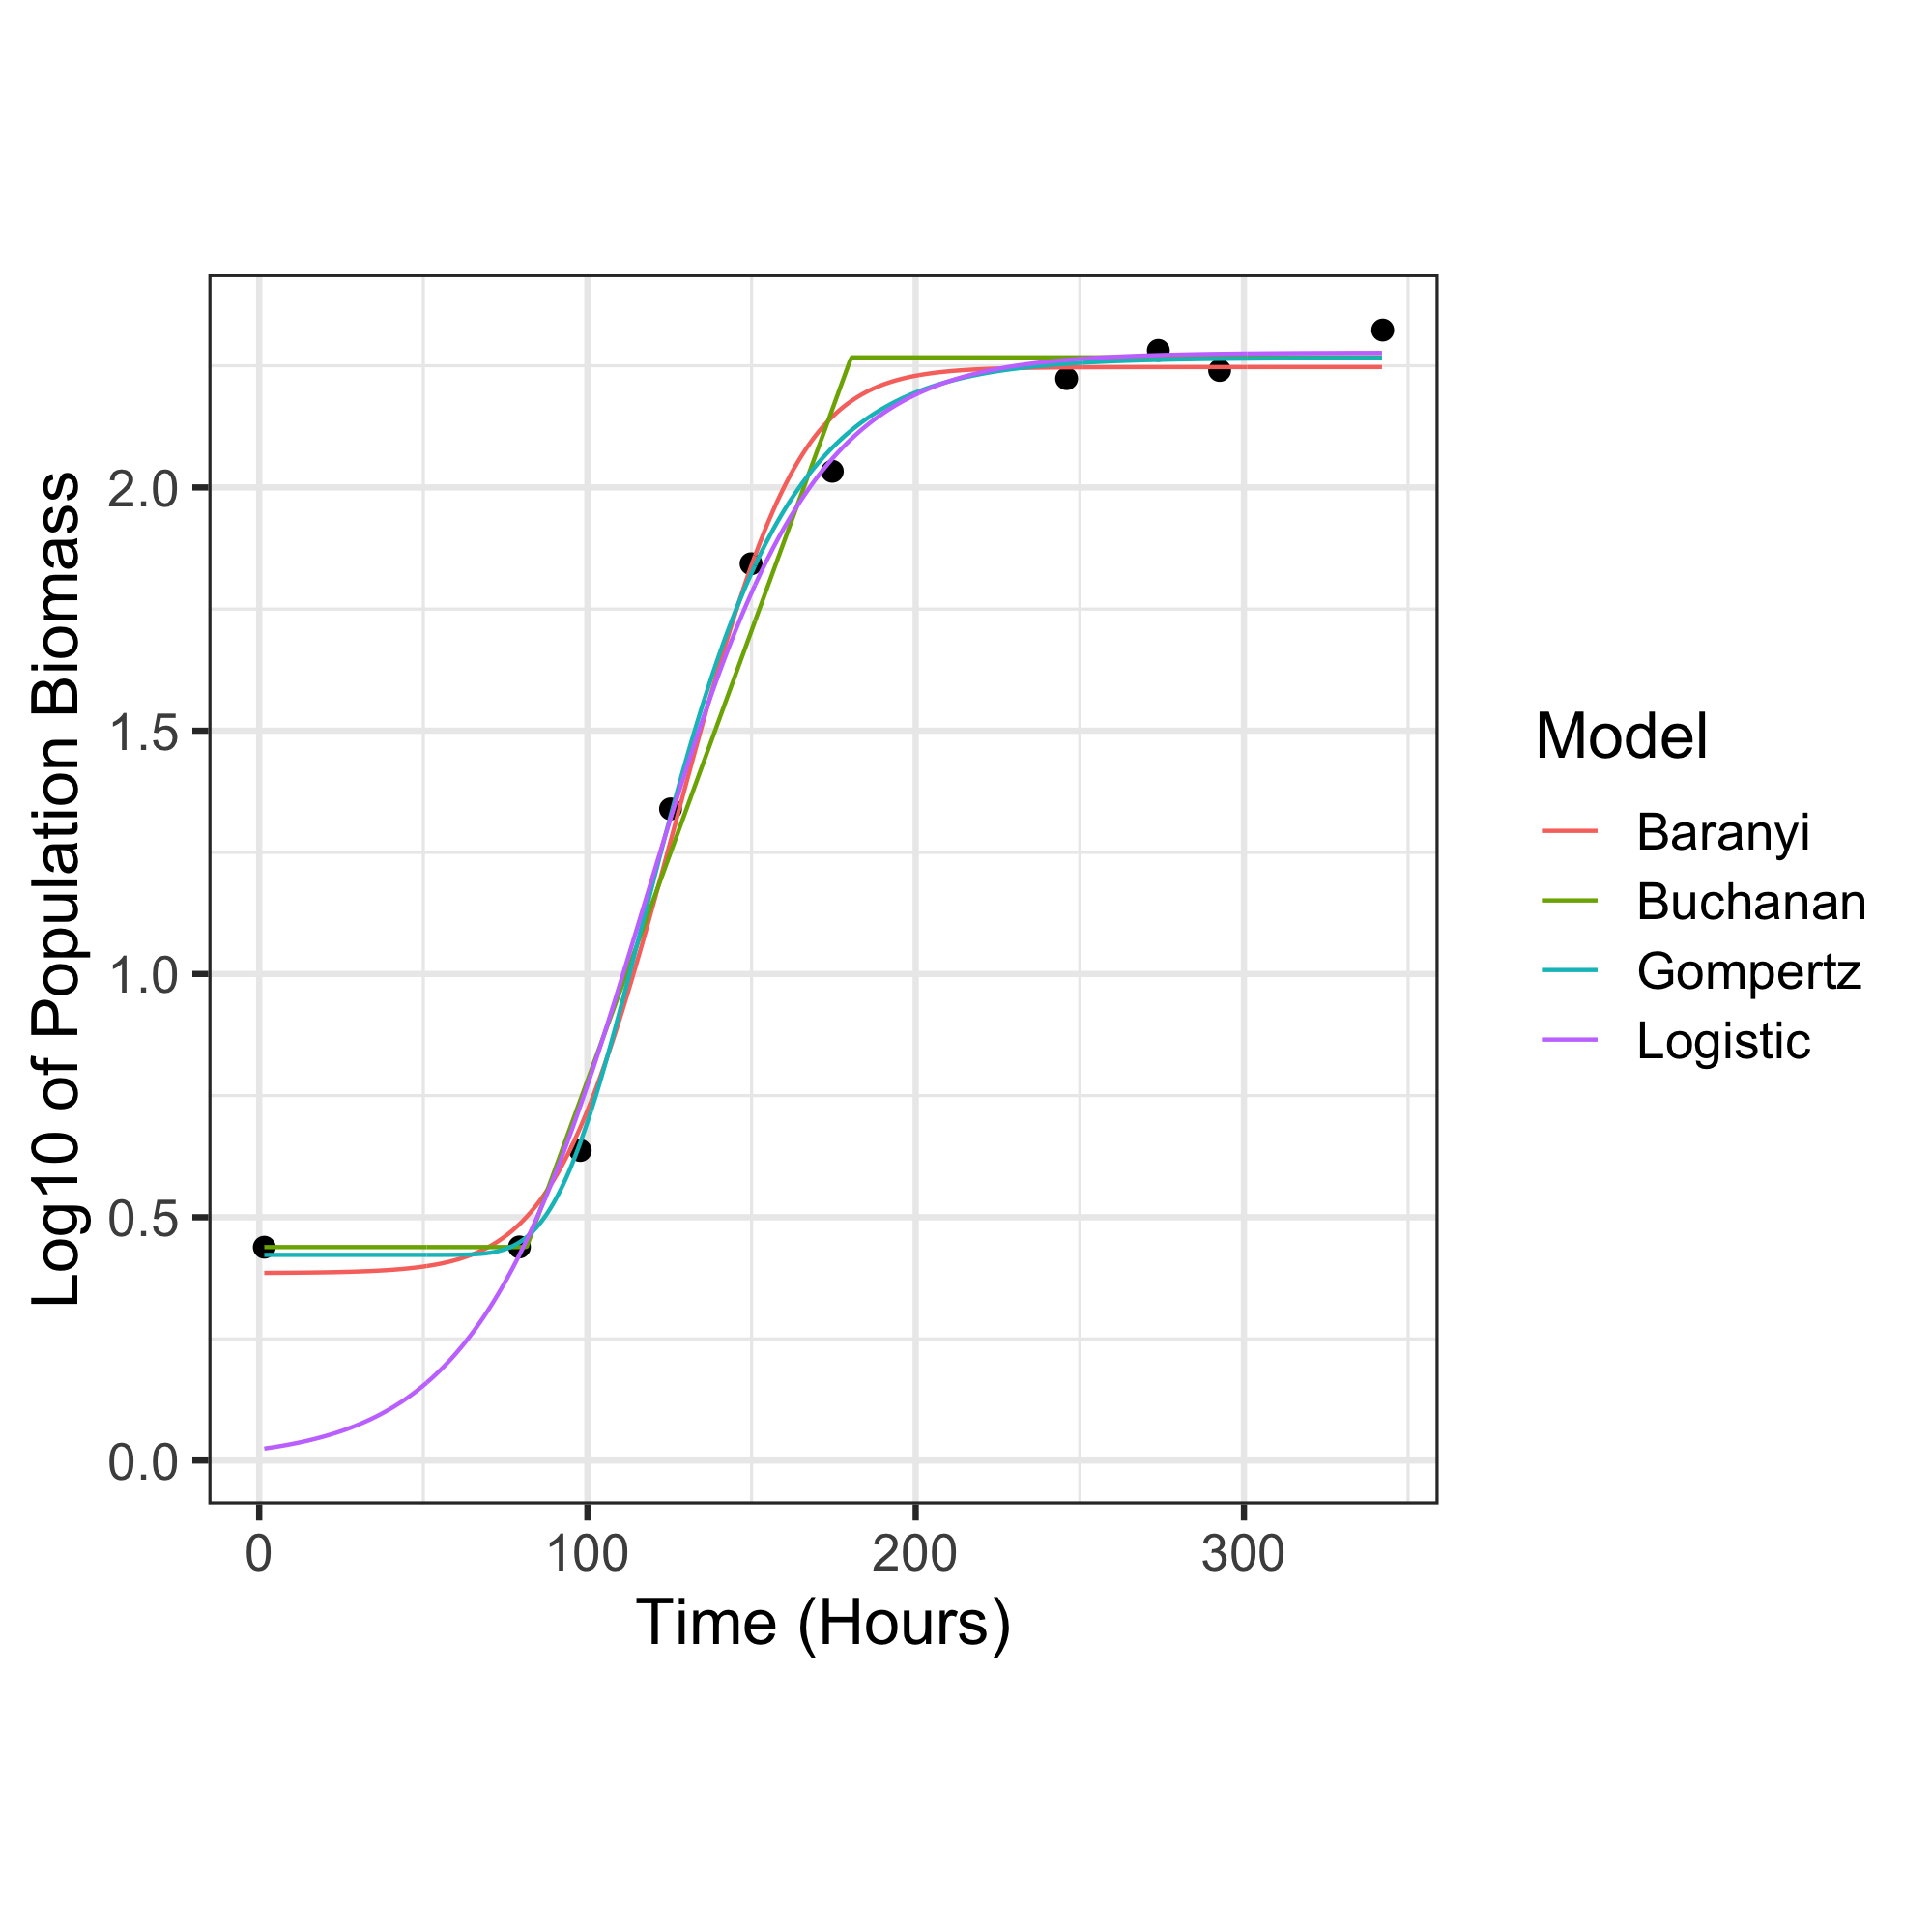 Log10 of Population Biomass
2.0
1.5
1.0
0.5
0.0
0 100 200 300
Time (Hours)
Model
Baranyi
Buchanan
Gompertz
Logistic